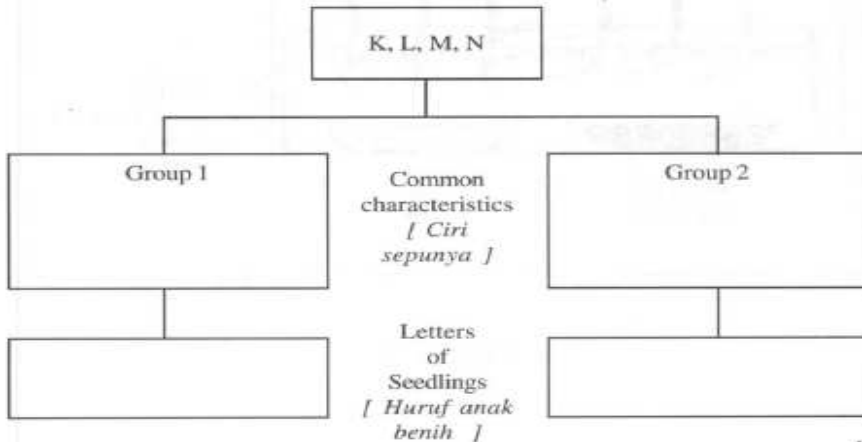 K, L, M, N
Group 1
Common
characteristics
[ Ciri
sepunya ]
Group 2
Letters
of
Seedlings
[ Huruf anak
benih ]